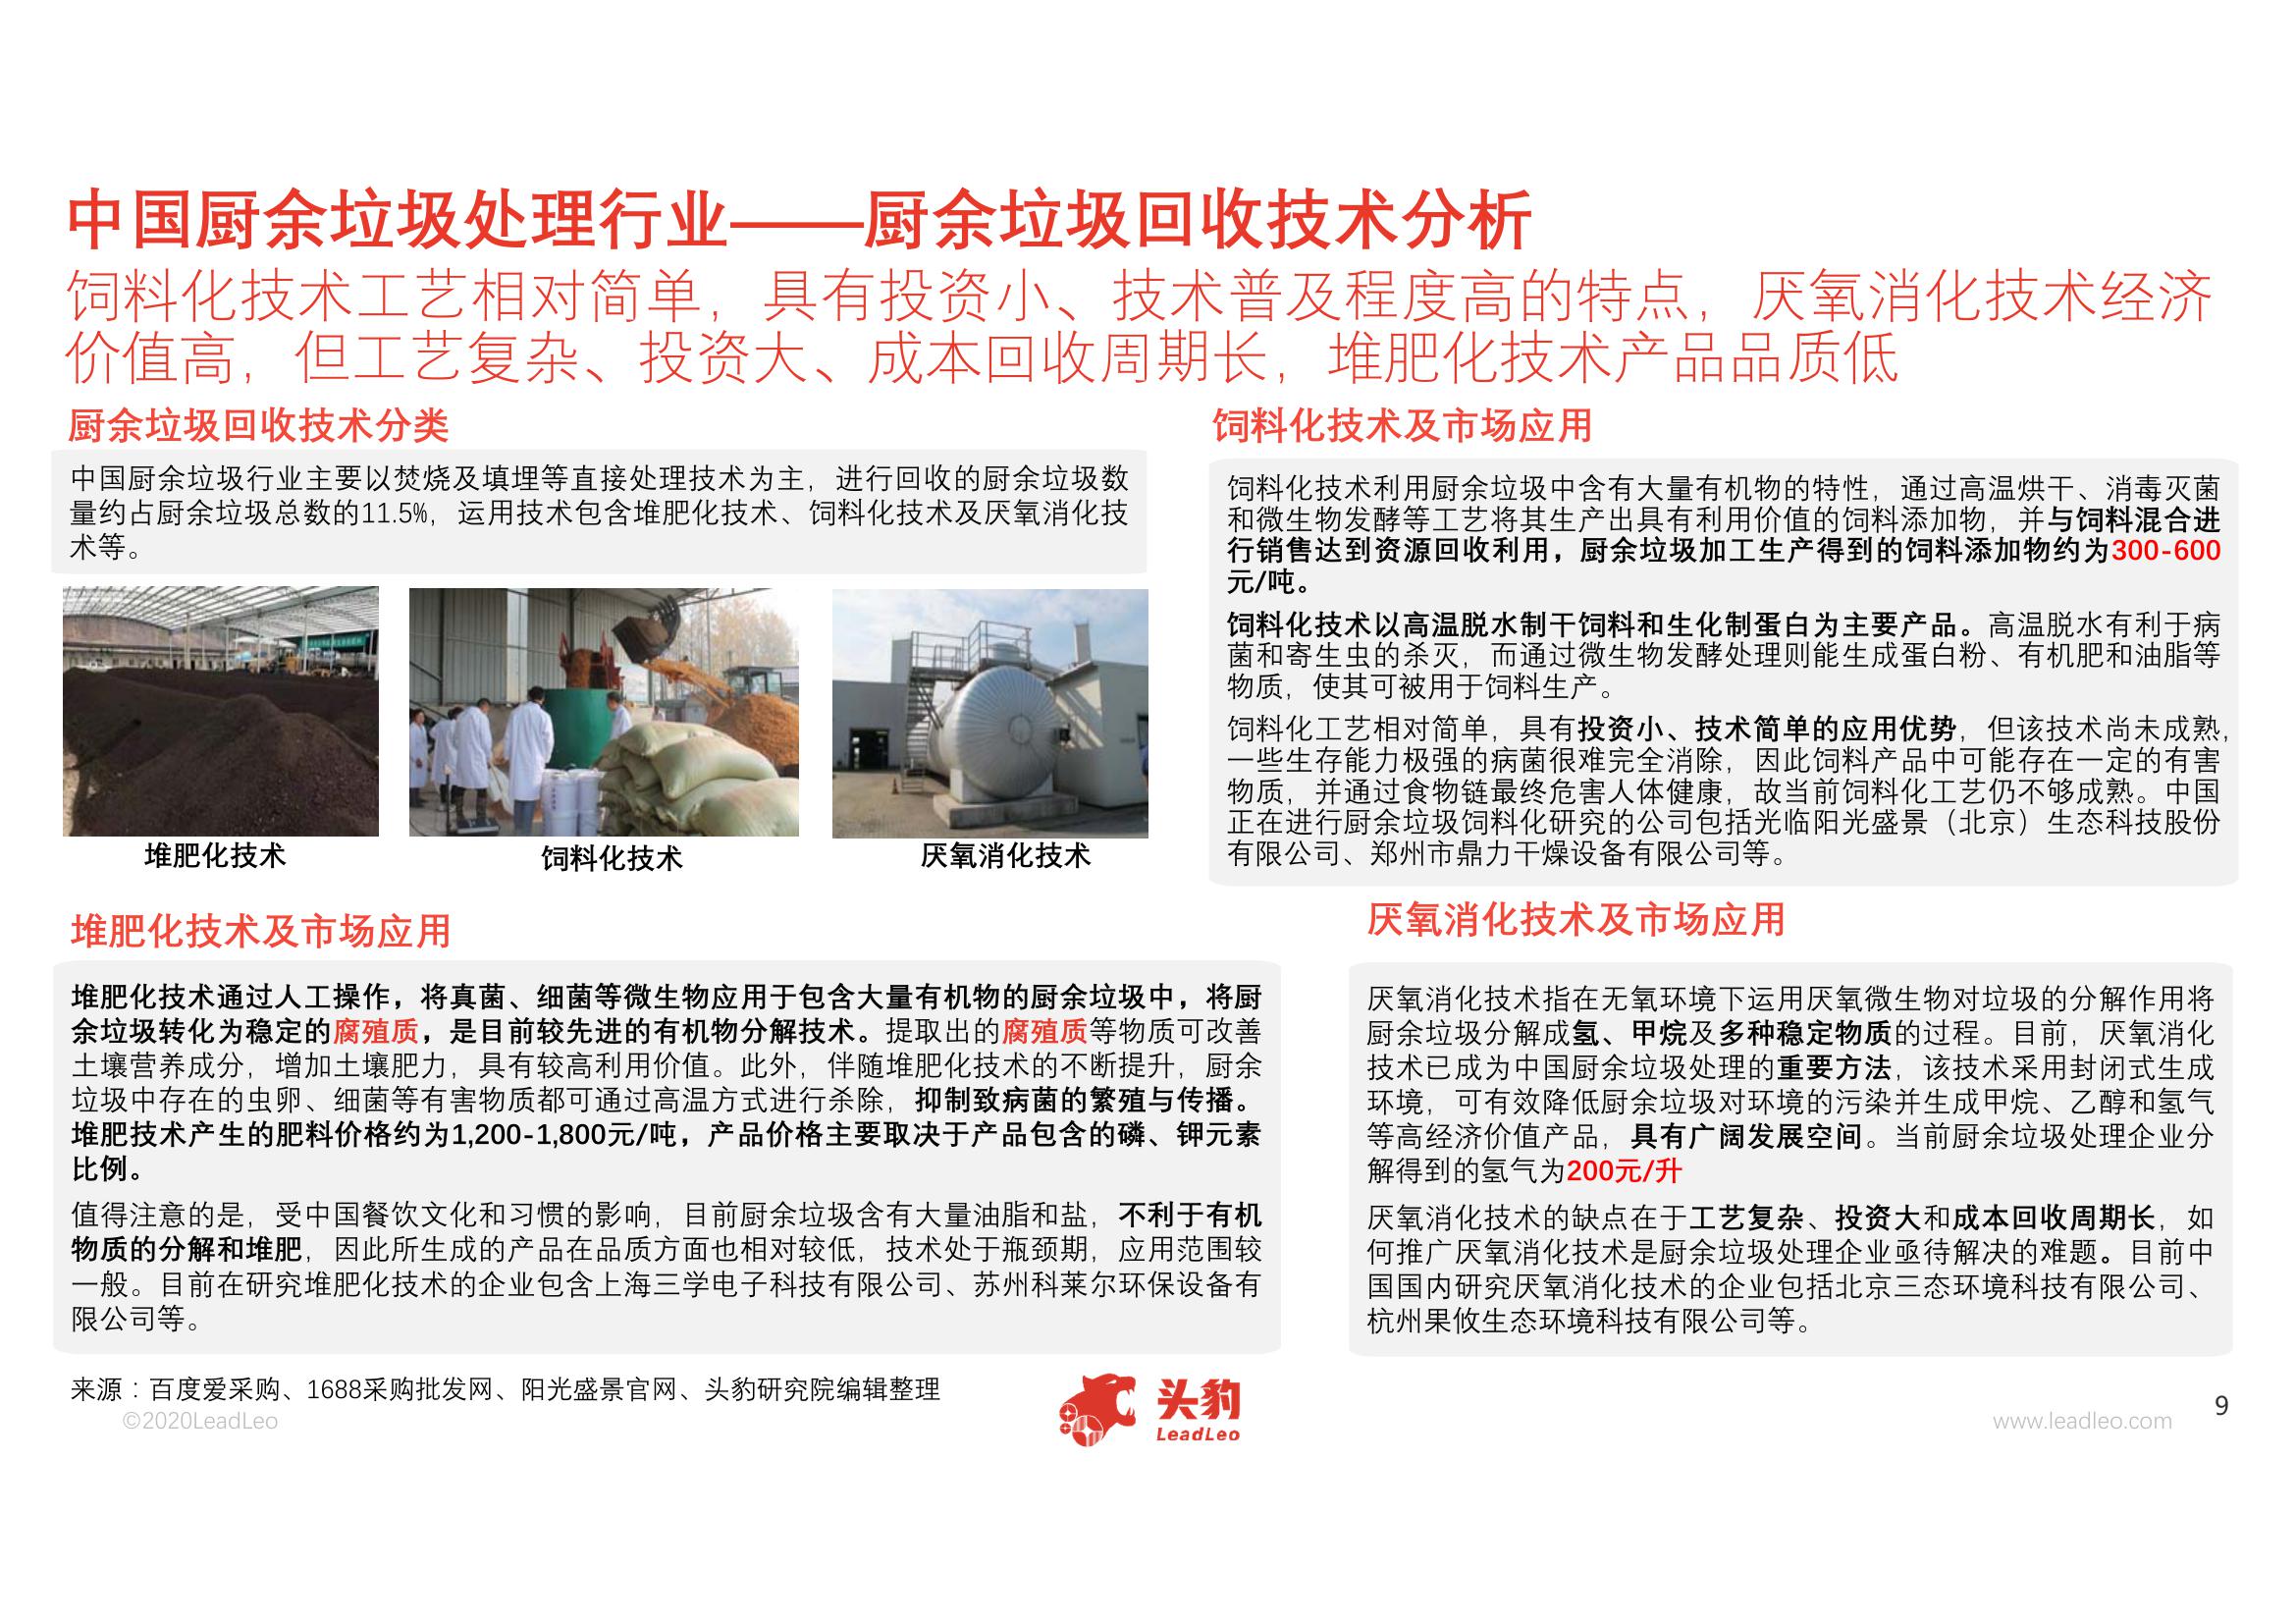 中国厨余垃圾处理行业——厨余垃圾回收技术分析
饲料化技术工艺相对简单，具有投资小、技术普及程度高的特点，厌氧消化技术经济
价值高，但工艺复杂、投资大、成本回收周期长，堆肥化技术产品品质低
厨余垃圾回收技术分类
中国厨余垃圾行业主要以焚烧及填埋等直接处理技术为主，进行回收的厨余垃圾数
量约占厨余垃圾总数的11.5%，运用技术包含堆肥化技术、饲料化技术及厌氧消化技
术等。
堆肥化技术
饲料化技术
厌氧消化技术
饲料化技术及市场应用
饲料化技术利用厨余垃圾中含有大量有机物的特性，通过高温烘干、消毒灭菌
和微生物发酵等工艺将其生产出具有利用价值的饲料添加物，并与饲料混合进
行销售达到资源回收利用，厨余垃圾加工生产得到的饲料添加物约为300-600
元/吨。
饲料化技术以高温脱水制干饲料和生化制蛋白为主要产品。高温脱水有利于病
菌和寄生虫的杀灭，而通过微生物发酵处理则能生成蛋白粉、有机肥和油脂等
物质，使其可被用于饲料生产。
饲料化工艺相对简单，具有投资小、技术简单的应用优势，但该技术尚未成熟，
一些生存能力极强的病菌很难完全消除，因此饲料产品中可能存在一定的有害
物质，并通过食物链最终危害人体健康，故当前饲料化工艺仍不够成熟。中国
正在进行厨余垃圾饲料化研究的公司包括光临阳光盛景（北京）生态科技股份
有限公司、郑州市鼎力干燥设备有限公司等。
堆肥化技术及市场应用
堆肥化技术通过人工操作，将真菌、细菌等微生物应用于包含大量有机物的厨余垃圾中，将厨
余垃圾转化为稳定的腐殖质，是目前较先进的有机物分解技术。提取出的腐殖质等物质可改善
土壤营养成分，增加土壤肥力，具有较高利用价值。此外，伴随堆肥化技术的不断提升，厨余
垃圾中存在的虫卵、细菌等有害物质都可通过高温方式进行杀除，抑制致病菌的繁殖与传播。
堆肥技术产生的肥料价格约为1,200-1,800元/吨，产品价格主要取决于产品包含的磷、钾元素
比例。
值得注意的是，受中国餐饮文化和习惯的影响，目前厨余垃圾含有大量油脂和盐，不利于有机
物质的分解和堆肥，因此所生成的产品在品质方面也相对较低，技术处于瓶颈期，应用范围较
一般。目前在研究堆肥化技术的企业包含上海三学电子科技有限公司、苏州科莱尔环保设备有
限公司等。
厌氧消化技术及市场应用
厌氧消化技术指在无氧环境下运用厌氧微生物对垃圾的分解作用将
厨余垃圾分解成氢、甲烷及多种稳定物质的过程。目前，厌氧消化
技术已成为中国厨余垃圾处理的重要方法，该技术采用封闭式生成
环境，可有效降低厨余垃圾对环境的污染并生成甲烷、乙醇和氢气
等高经济价值产品，具有广阔发展空间。当前厨余垃圾处理企业分
解得到的氢气为200元/升
厌氧消化技术的缺点在于工艺复杂、投资大和成本回收周期长，如
何推广厌氧消化技术是厨余垃圾处理企业亟待解决的难题。目前中
国国内研究厌氧消化技术的企业包括北京三态环境科技有限公司、
杭州果攸生态环境科技有限公司等。
来源：百度爱采购、1688采购批发网、阳光盛景官网、头豹研究院编辑整理
©2020LeadLeo
头豹
LeadLeo
www.leadleo.com
9